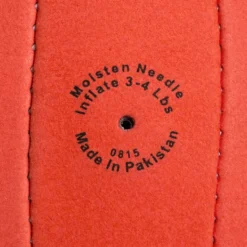 Moisten Needle
Inflate 3-4 Lbs
0815
Made In Pakistan